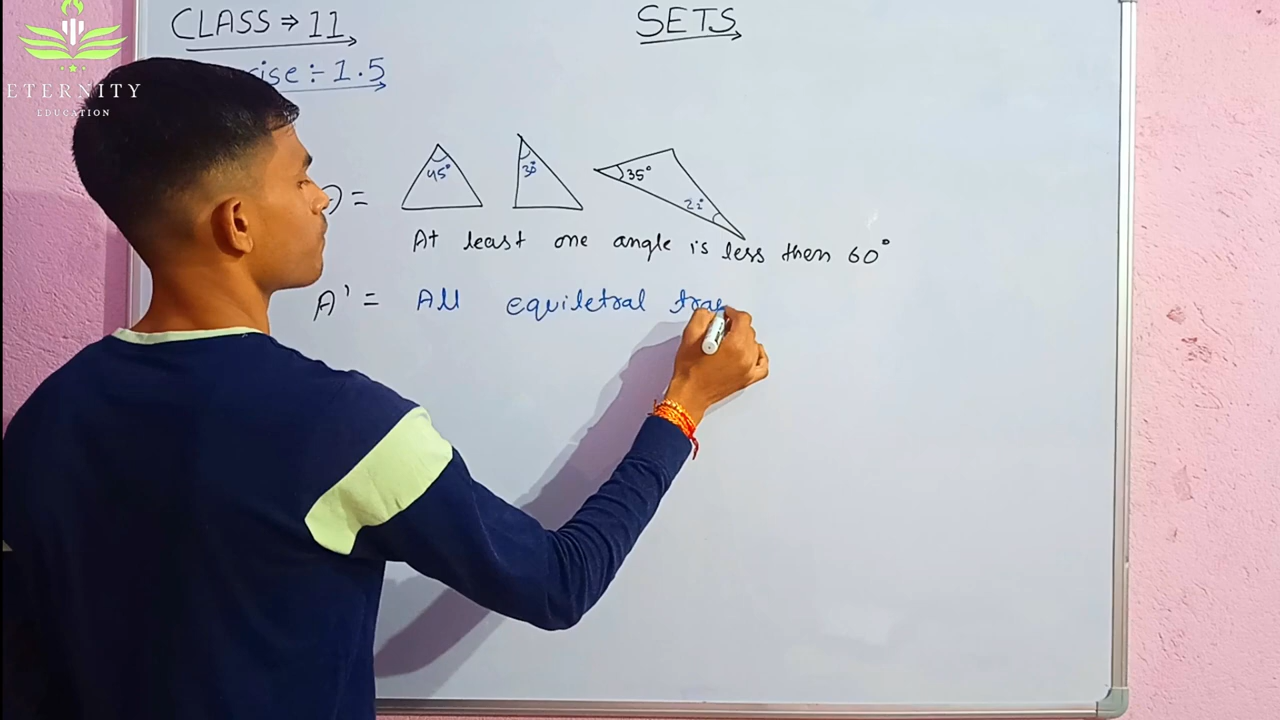 CLASS ⇒ 11
SETS
ETERNITY
EDUCATION
÷ 1.5
45°
30°
35°
=
At least one angle is less then 60°
A' = All equiletral